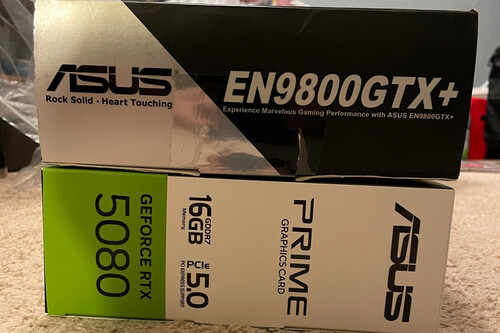 ASUS
Rock Solid • Heart Touching
EN9800GTX+
Experience Marvelous Gaming Performance with ASUS EN9800GTX+
GEFORCE RTX
5080
16GB GDDR7
Memory
PCIe 5.0
PCI EXPRESS SUPPORT
PRIME
GRAPHICS CARD
ASUS